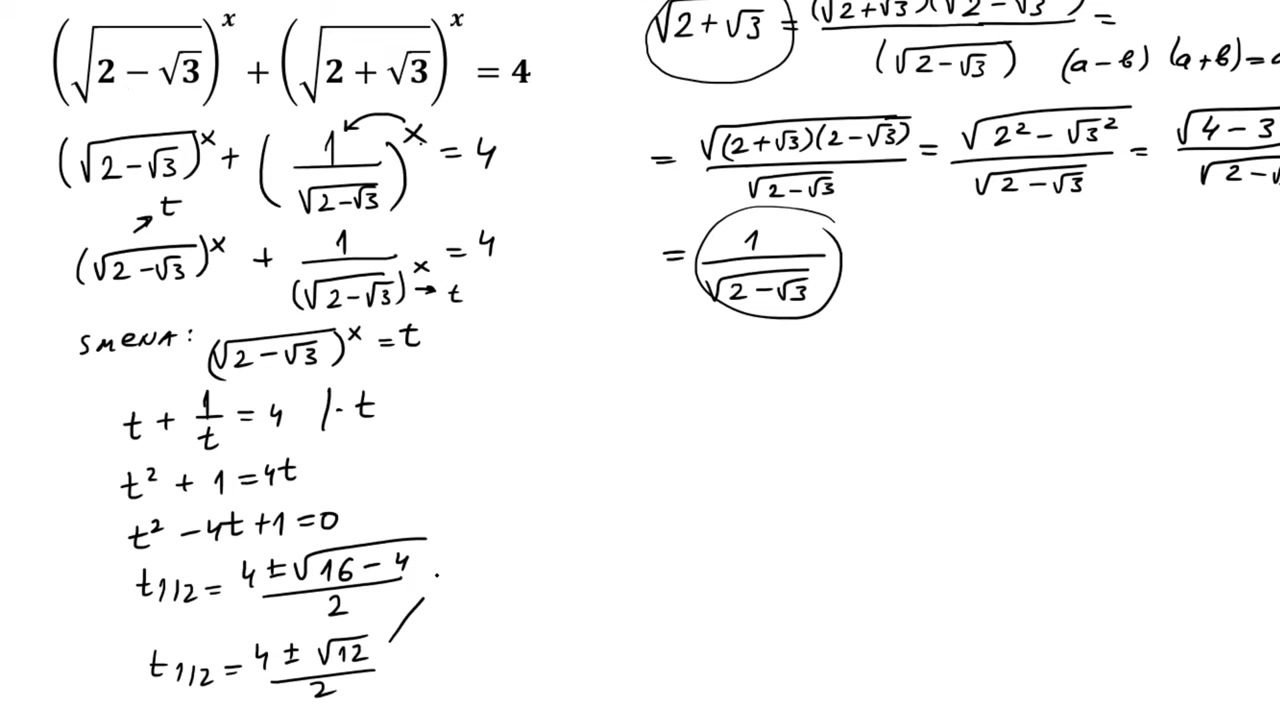 (√(2 − √3))^x + (√(2 + √3))^x = 4
(√(2−√3))^x + (1/√(2−√3))^x = 4
t
(√(2−√3))^x + 1/(√(2−√3))^x = 4
t
SMENA: (√(2−√3))^x = t
t + 1/t = 4 /· t
t² + 1 = 4t
t² − 4t + 1 = 0
t1/2 = (4 ± √(16 − 4))/2
t1/2 = (4 ± √12)/2
√(2+√3) = (√(2+√3))(√(2−√3))/(√(2−√3)) =
(a−b) (a+b)=
= √((2+√3)(2−√3))/√(2−√3) = √(2² − √3²)/√(2−√3) = √(4−3)/√(2−√
= 1/√(2−√3)